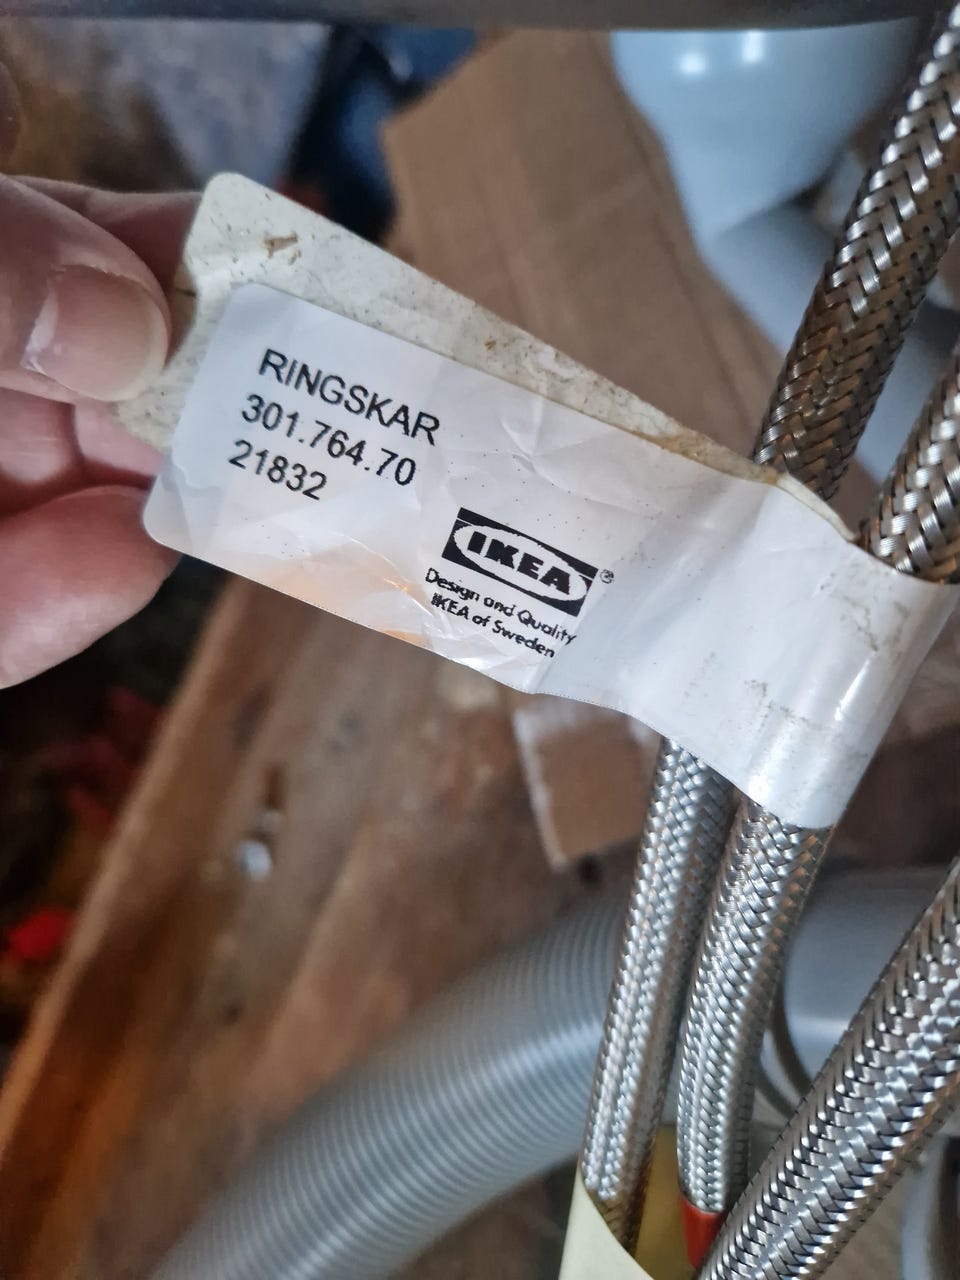 RINGSKAR
301.764.70
21832
IKEA®
Design and Quality
IKEA of Sweden